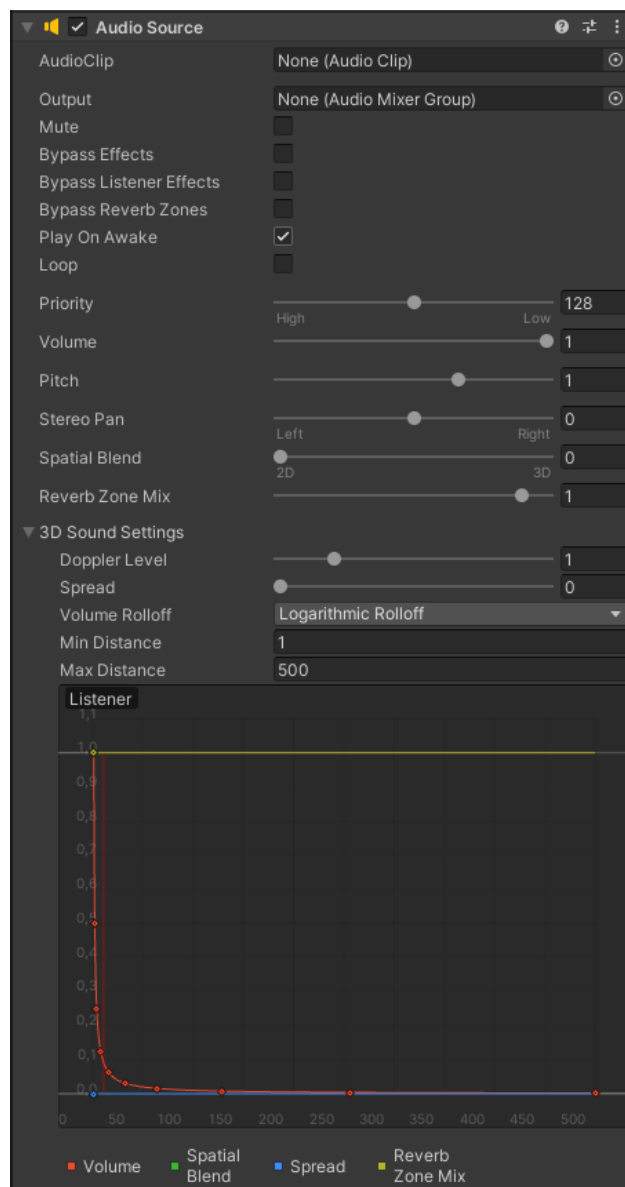 Audio Source
AudioClip None (Audio Clip)
Output None (Audio Mixer Group)
Mute
Bypass Effects
Bypass Listener Effects
Bypass Reverb Zones
Play On Awake
Loop
Priority 128
High Low
Volume 1
Pitch 1
Stereo Pan 0
Left Right
Spatial Blend 0
2D 3D
Reverb Zone Mix 1
3D Sound Settings
Doppler Level 1
Spread 0
Volume Rolloff Logarithmic Rolloff
Min Distance 1
Max Distance 500
Listener
1,1
1,0
0,9
0,8
0,7
0,6
0,5
0,4
0,3
0,2
0,1
0,0
0 50 100 150 200 250 300 350 400 450 500
Volume Spatial Blend Spread Reverb Zone Mix